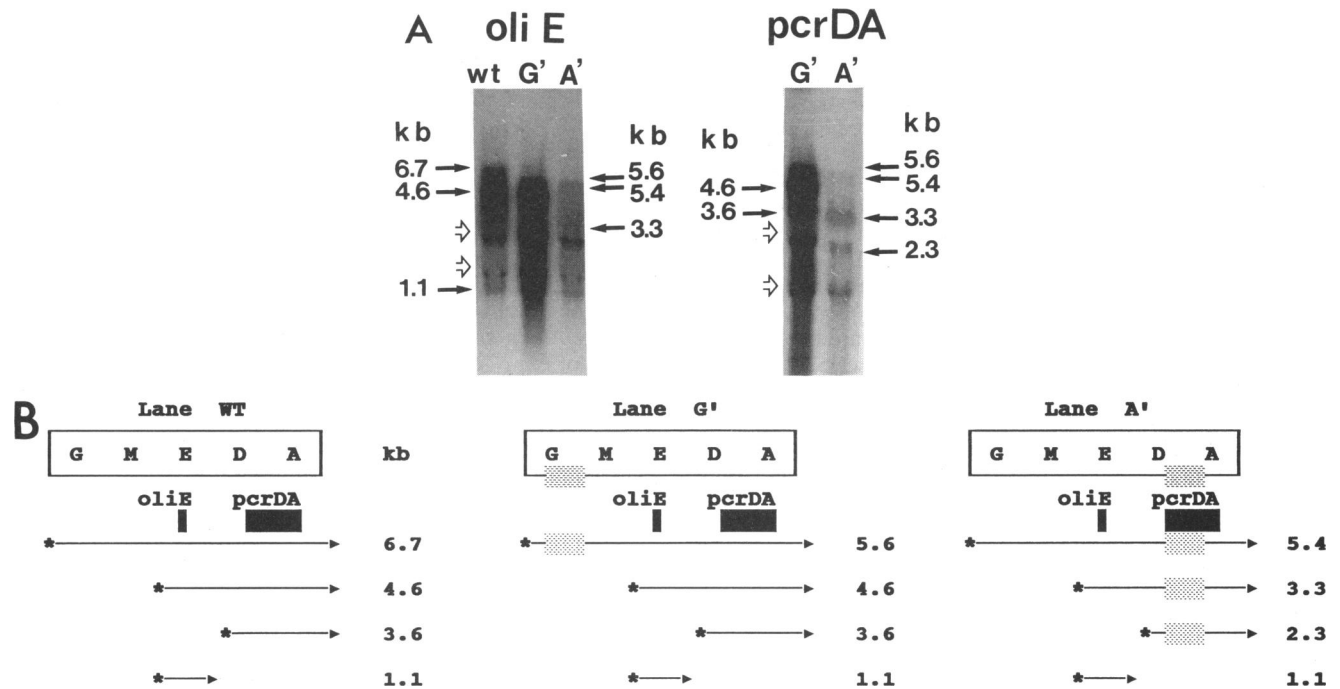 A
oli E
pcrDA
wt G' A'
G' A'
kb
kb
kb
kb
6.7
4.6
1.1
5.6
5.4
3.3
4.6
3.6
5.6
5.4
3.3
2.3
B
Lane WT
G M E D A
kb
oliE pcrDA
* 6.7
* 4.6
* 3.6
* 1.1
Lane G'
G M E D A
oliE pcrDA
* 5.6
* 4.6
* 3.6
* 1.1
Lane A'
G M E D A
oliE pcrDA
* 5.4
* 3.3
* 2.3
* 1.1